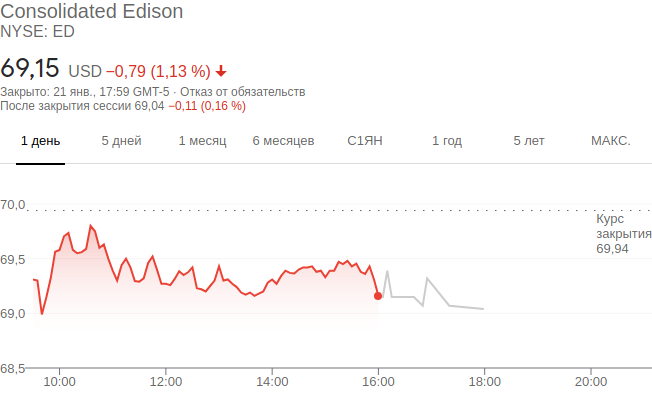 Consolidated Edison
NYSE: ED
69,15 USD −0,79 (1,13 %)
Закрыто: 21 янв., 17:59 GMT-5 · Отказ от обязательств
После закрытия сессии 69,04 −0,11 (0,16 %)
1 день 5 дней 1 месяц 6 месяцев С1ЯН 1 год 5 лет МАКС.
70,0
Курс
закрытия
69,94
69,5
69,0
68,5
10:00 12:00 14:00 16:00 18:00 20:00